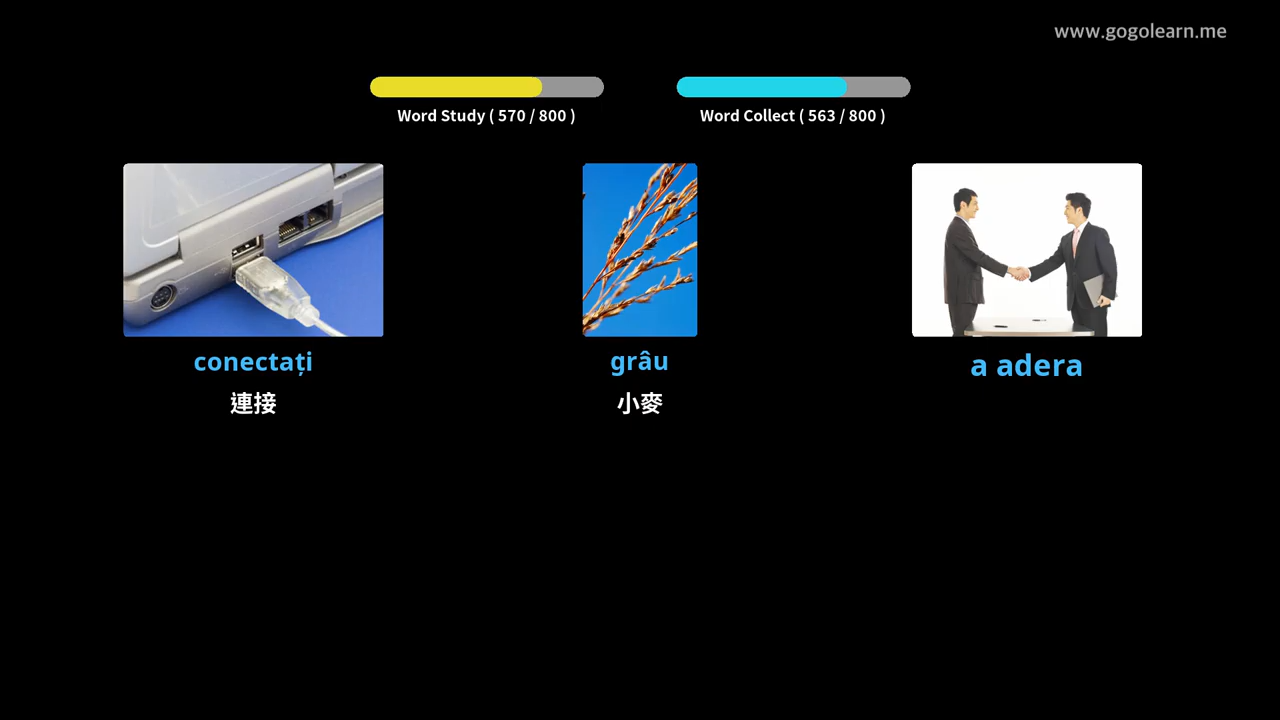 www.gogolearn.me
Word Study ( 570 / 800 )
Word Collect ( 563 / 800 )
conectați
連接
grâu
小麥
a adera